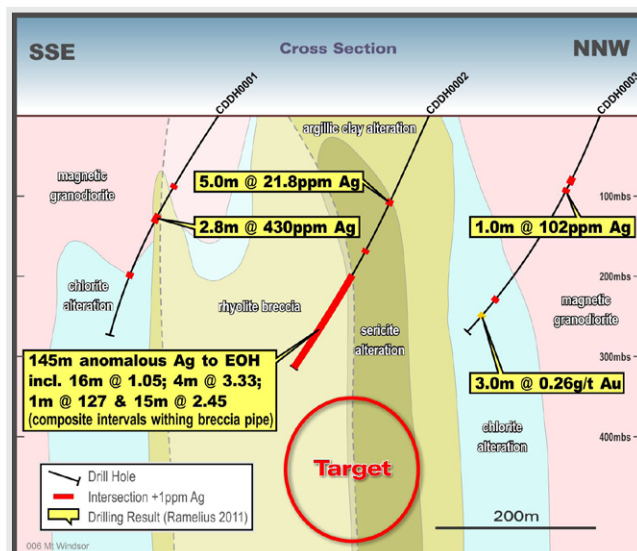 SSE
Cross Section
NNW
CDDH0001
CDDH0002
CDDH0003
argillic clay alteration
magnetic
granodiorite
5.0m @ 21.8ppm Ag
100mbs
2.8m @ 430ppm Ag
1.0m @ 102ppm Ag
chlorite
alteration
200mbs
rhyolite breccia
magnetic
granodiorite
sericite
alteration
145m anomalous Ag to EOH
incl. 16m @ 1.05; 4m @ 3.33;
1m @ 127 & 15m @ 2.45
(composite intervals withing breccia pipe)
300mbs
3.0m @ 0.26g/t Au
chlorite
alteration
400mbs
Target
Drill Hole
Intersection +1ppm Ag
Drilling Result (Ramelius 2011)
200m
006 Mt Windsor